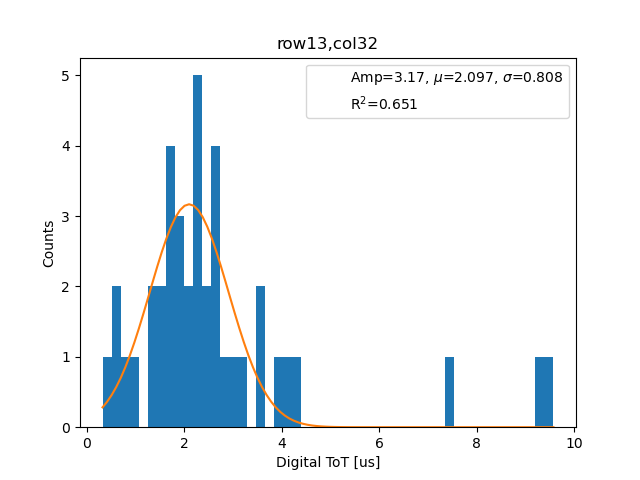 row13,col32
Amp=3.17, μ=2.097, σ=0.808
R²=0.651
Counts
5
4
3
2
1
0
0 2 4 6 8 10
Digital ToT [us]